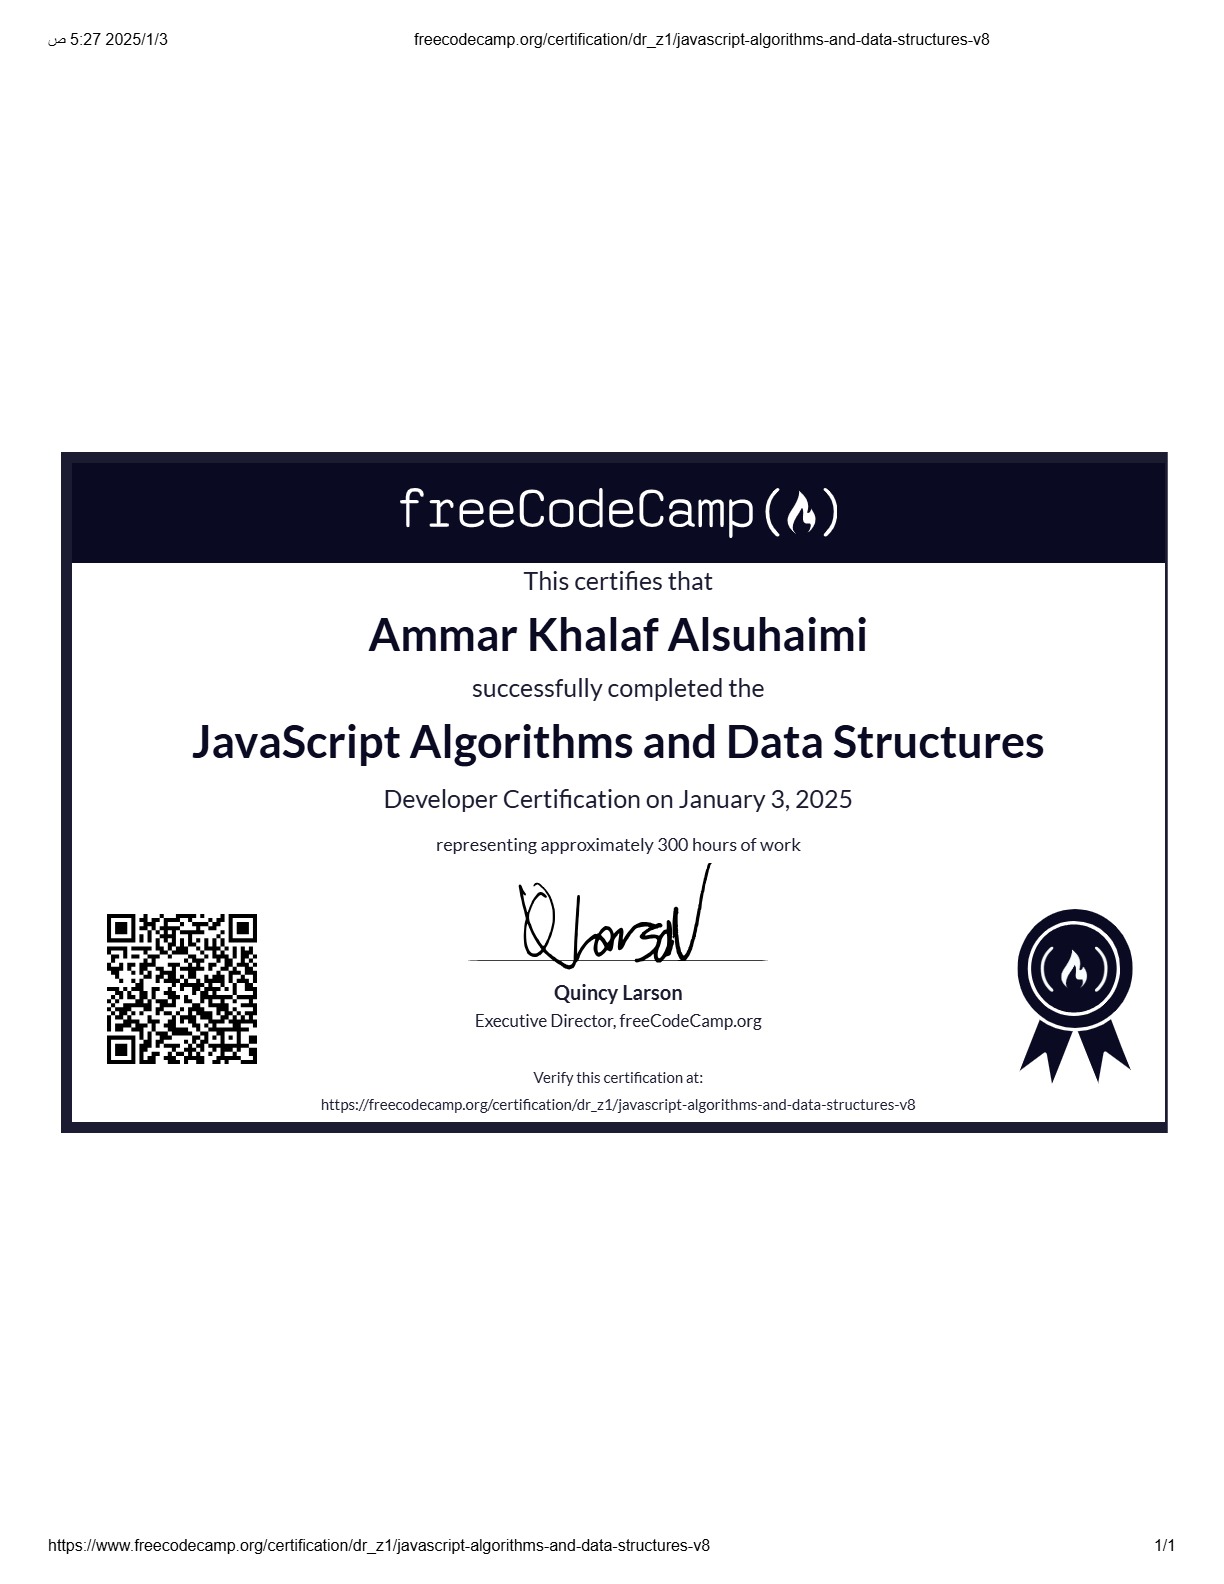 5:27 2025/1/3 ص
freecodecamp.org/certification/dr_z1/javascript-algorithms-and-data-structures-v8
freeCodeCamp
This certifies that
Ammar Khalaf Alsuhaimi
successfully completed the
JavaScript Algorithms and Data Structures
Developer Certification on January 3, 2025
representing approximately 300 hours of work
Q Larson
Quincy Larson
Executive Director, freeCodeCamp.org
Verify this certification at:
https://freecodecamp.org/certification/dr_z1/javascript-algorithms-and-data-structures-v8
https://www.freecodecamp.org/certification/dr_z1/javascript-algorithms-and-data-structures-v8
1/1